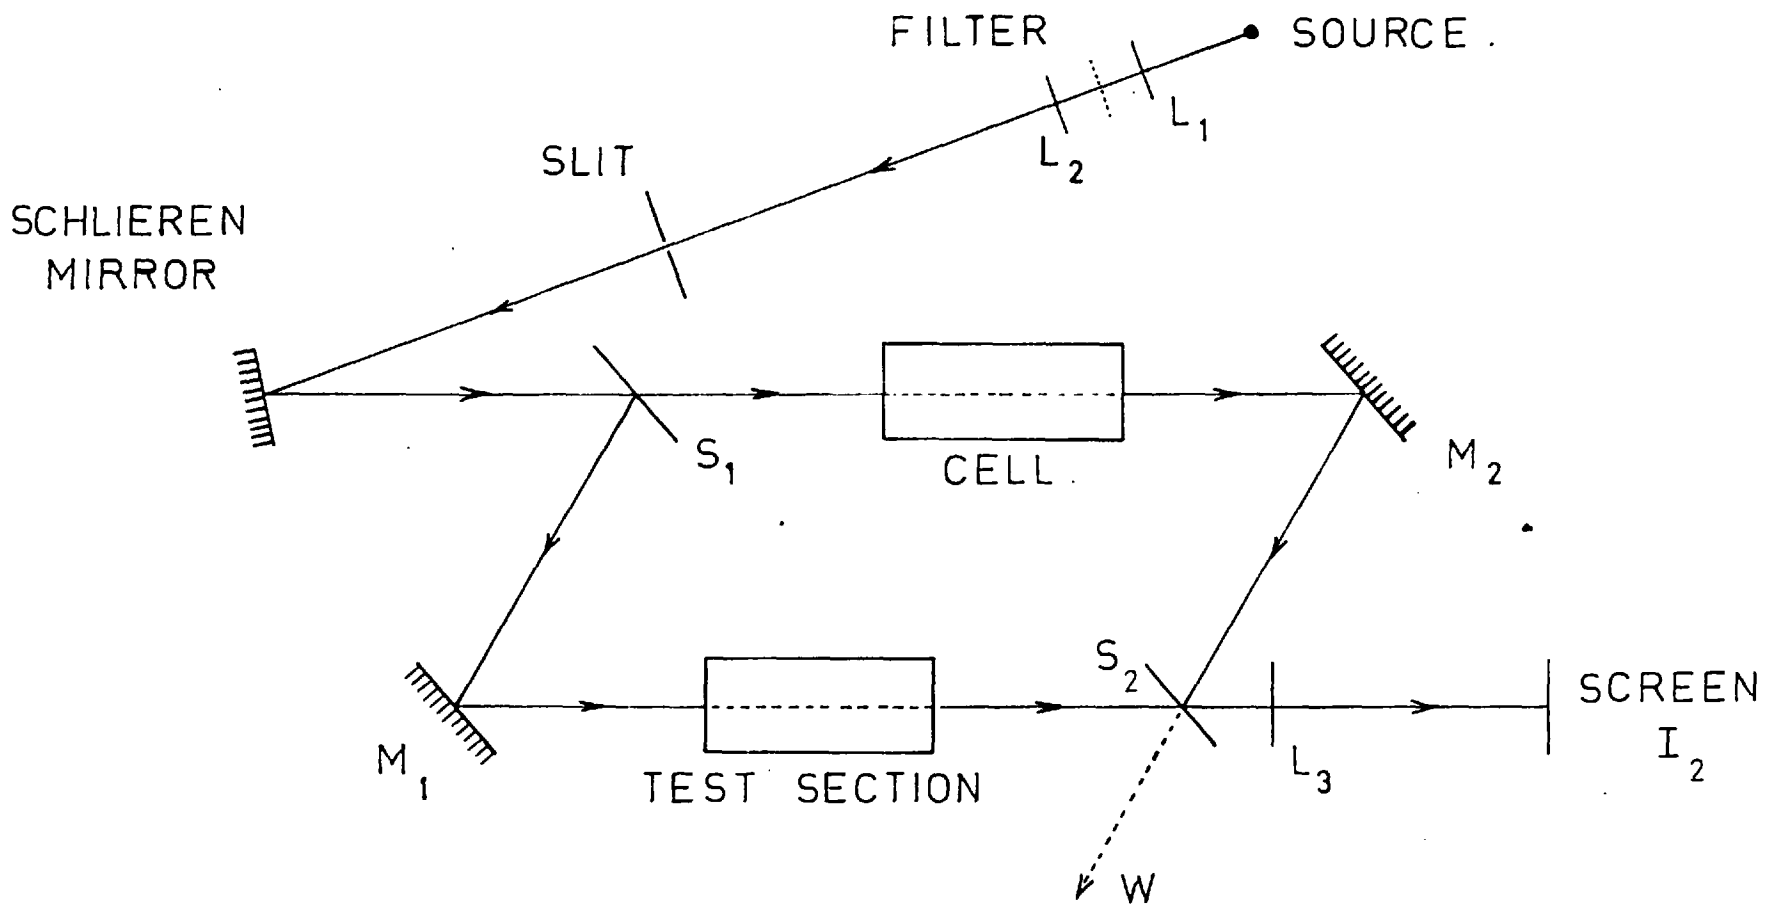 FILTER
SOURCE.
L1
L2
SLIT
SCHLIEREN
MIRROR
S1
CELL.
M2
S2
SCREEN
I2
M1
TEST SECTION
L3
W